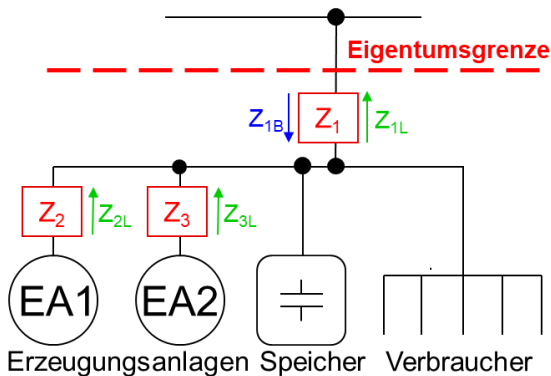 Eigentumsgrenze
Z1B Z1 Z1L
Z2 Z2L Z3 Z3L
EA1 EA2
Erzeugungsanlagen Speicher Verbraucher